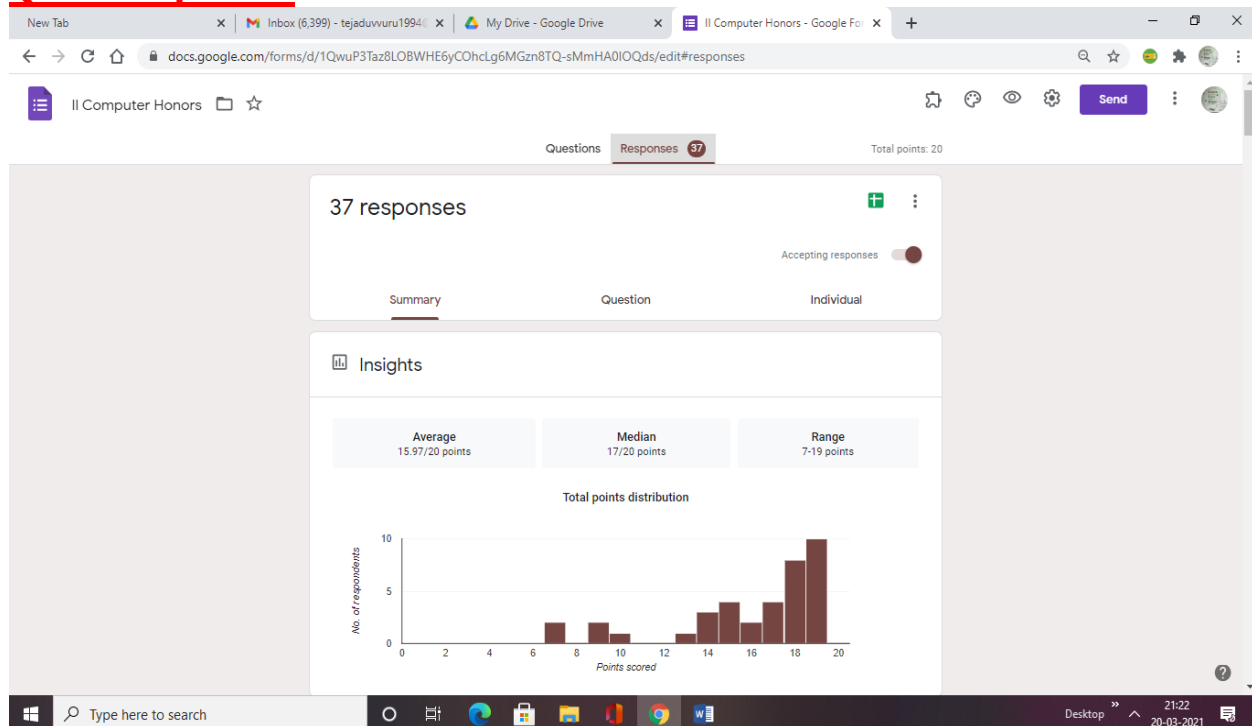 New Tab
Inbox (6,399) - tejaduvvuru1994
My Drive - Google Drive
II Computer Honors - Google For
docs.google.com/forms/d/1QwuP3Taz8LOBWHE6yCOhcLg6MGzn8TQ-sMmHA0IOQds/edit#responses
II Computer Honors
Send
Questions
Responses 37
Total points: 20
37 responses
Accepting responses
Summary
Question
Individual
Insights
Average
15.97/20 points
Median
17/20 points
Range
7-19 points
Total points distribution
No. of respondents
10
5
0
0 2 4 6 8 10 12 14 16 18 20
Points scored
Type here to search
Desktop
21:22
20-03-2021